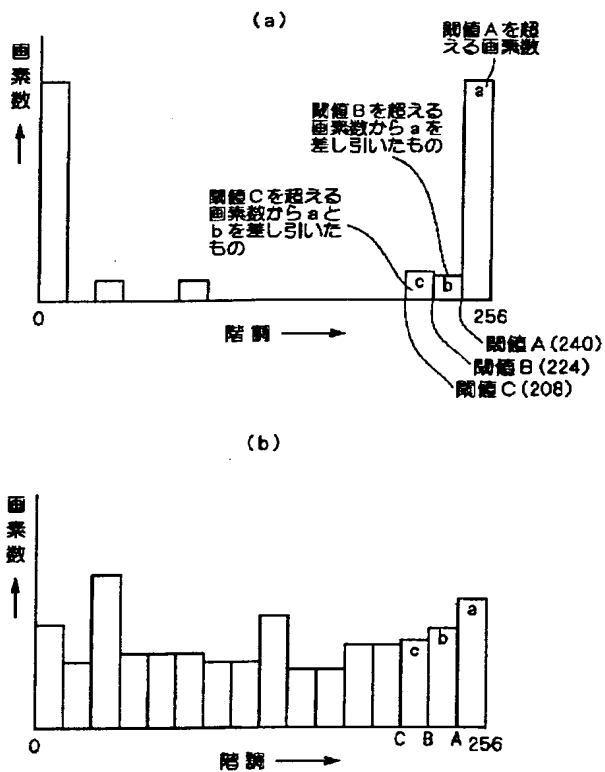 (a)
画素数
閾値Aを超
える画素数
a
閾値Bを超える
画素数からaを
差し引いたもの
閾値Cを超える
画素数からaと
bを差し引いた
もの
c
b
0
256
階調
閾値A(240)
閾値B(224)
閾値C(208)
(b)
画素数
a
b
c
0
C
B
A
256
階調